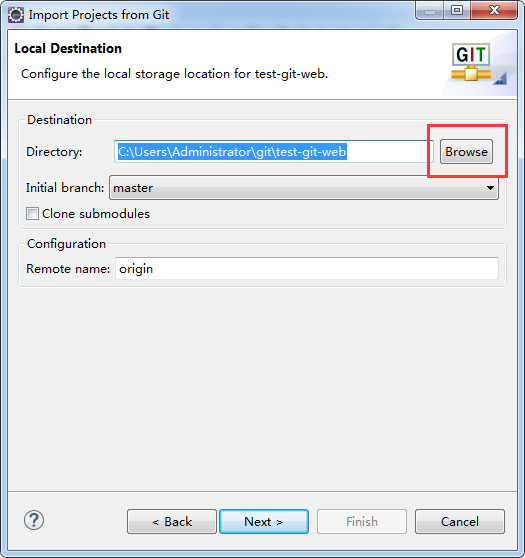 Import Projects from Git
Local Destination
Configure the local storage location for test-git-web.
GIT
Destination
Directory: C:\Users\Administrator\git\test-git-web Browse
Initial branch: master
Clone submodules
Configuration
Remote name: origin
? < Back Next > Finish Cancel